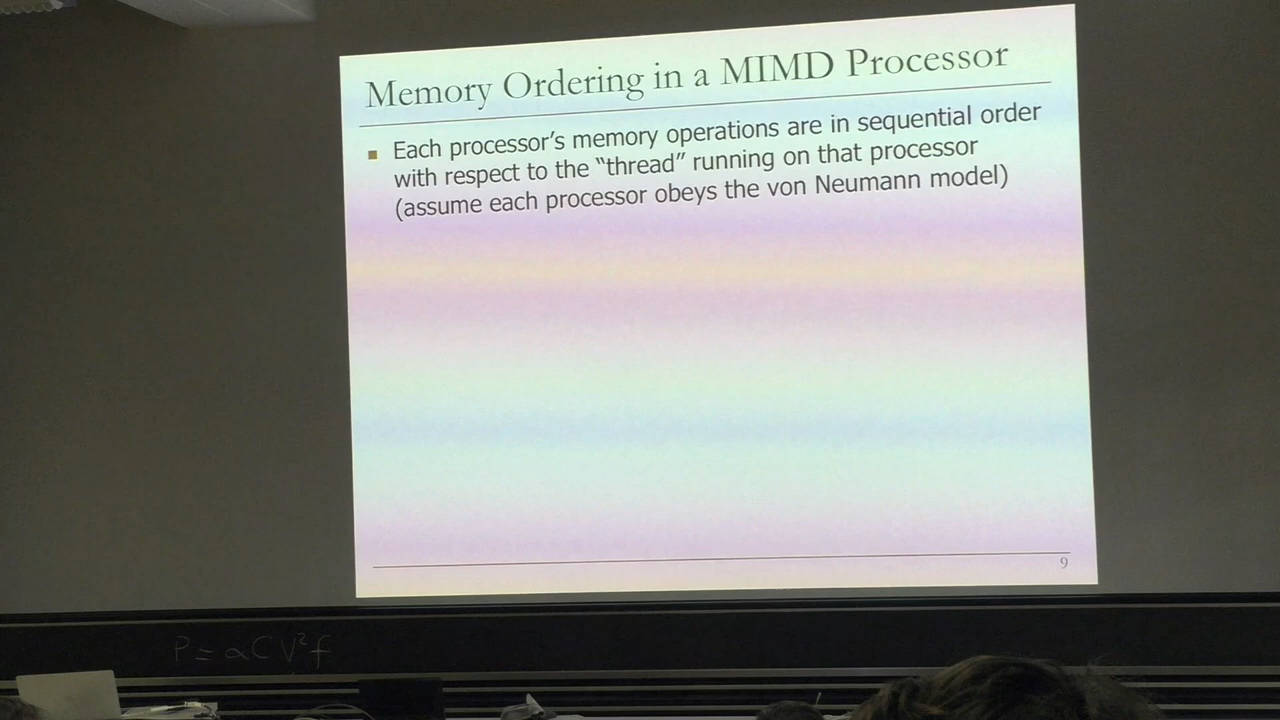 Memory Ordering in a MIMD Processor
Each processor's memory operations are in sequential order
with respect to the “thread” running on that processor
(assume each processor obeys the von Neumann model)
9
P = αCV²f